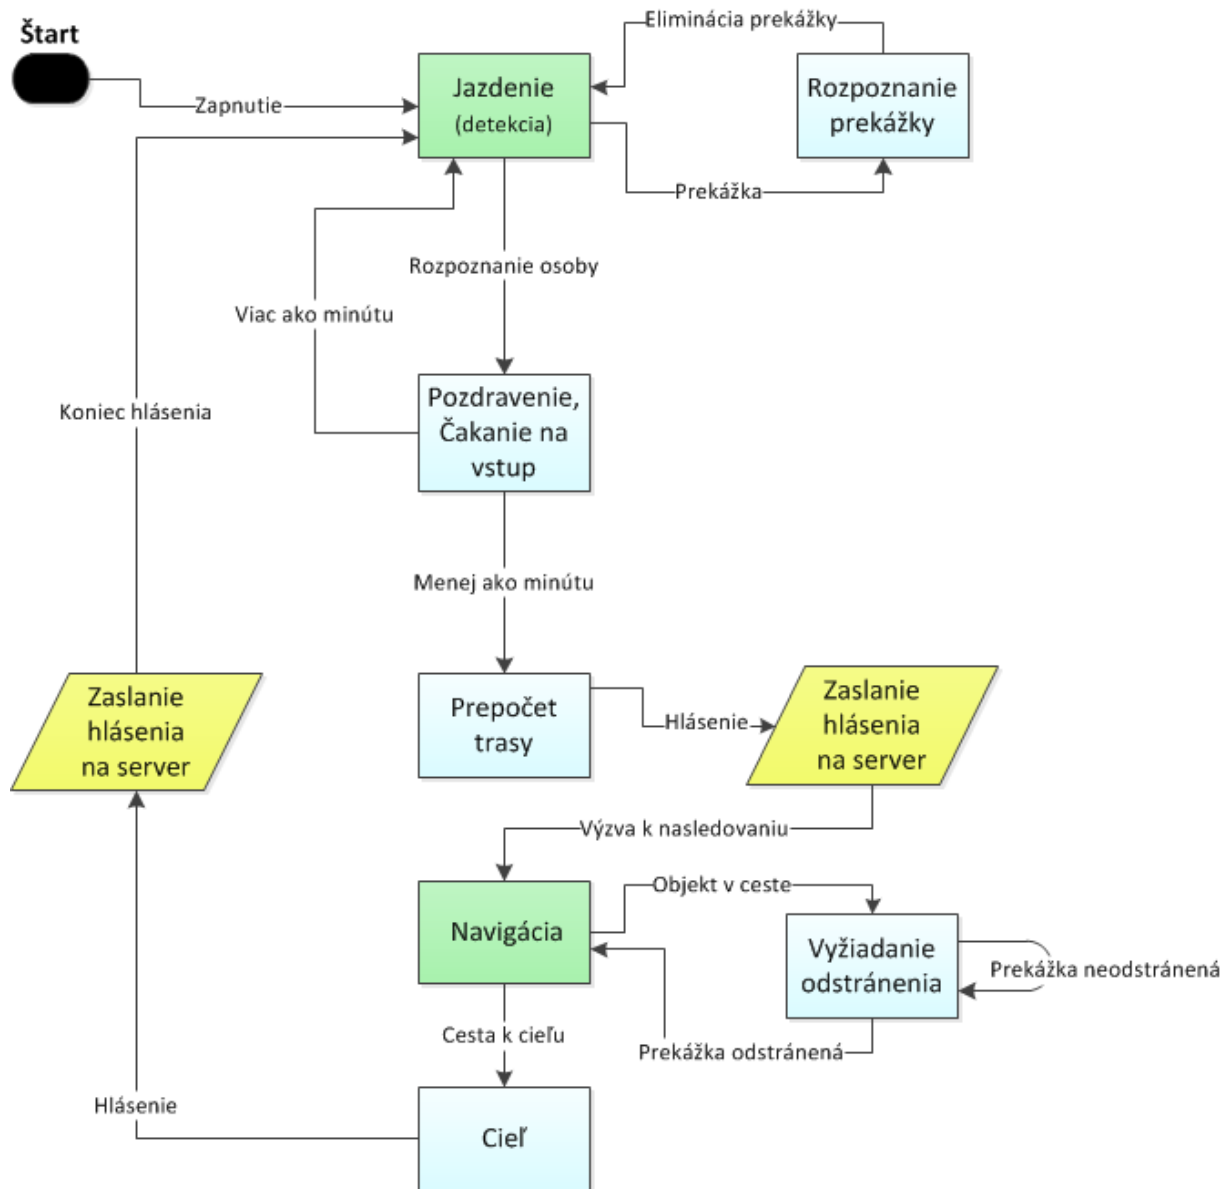 Štart
Eliminácia prekážky
Jazdenie
(detekcia)
Rozpoznanie
prekážky
Zapnutie
Prekážka
Rozpoznanie osoby
Viac ako minútu
Pozdravenie,
Čakanie na
vstup
Koniec hlásenia
Menej ako minútu
Zaslanie
hlásenia
na server
Prepočet
trasy
Hlásenie
Zaslanie
hlásenia
na server
Výzva k nasledovaniu
Objekt v ceste
Navigácia
Vyžiadanie
odstránenia
Prekážka neodstránená
Cesta k cieľu
Prekážka odstránená
Hlásenie
Cieľ